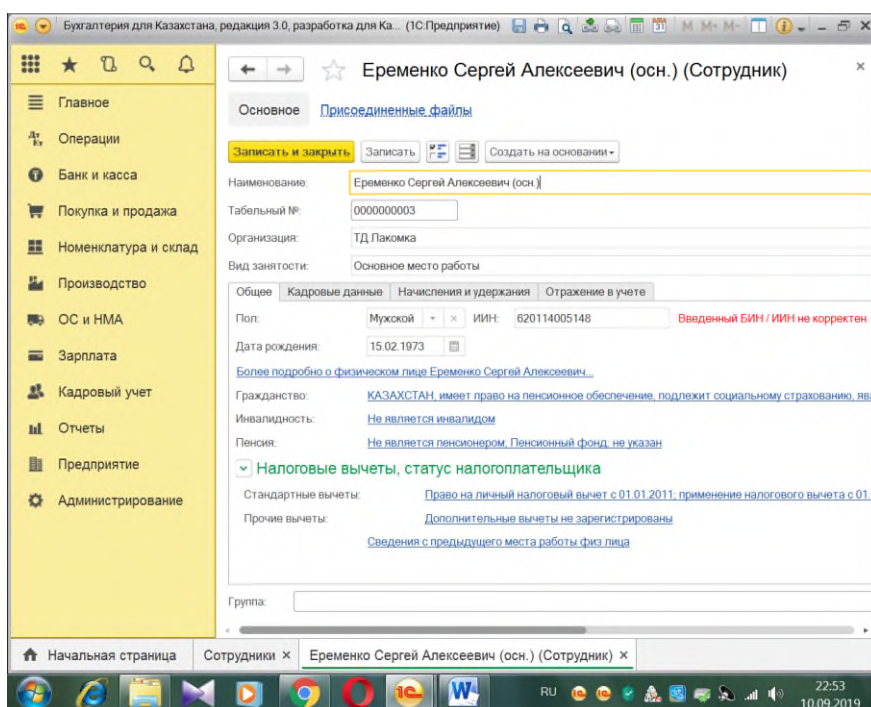 Бухгалтерия для Казахстана, редакция 3.0, разработка для Ка... (1С:Предприятие)
M M+ M-
Главное
Операции
Банк и касса
Покупка и продажа
Номенклатура и склад
Производство
ОС и НМА
Зарплата
Кадровый учет
Отчеты
Предприятие
Администрирование
Еременко Сергей Алексеевич (осн.) (Сотрудник)
Основное Присоединенные файлы
Записать и закрыть Записать Создать на основании
Наименование: Еременко Сергей Алексеевич (осн.)
Табельный №: 0000000003
Организация: ТД Лакомка
Вид занятости: Основное место работы
Общее Кадровые данные Начисления и удержания Отражение в учете
Пол: Мужской ИИН: 620114005148 Введенный БИН / ИИН не корректен
Дата рождения: 15.02.1973
Более подробно о физическом лице Еременко Сергей Алексеевич...
Гражданство: КАЗАХСТАН, имеет право на пенсионное обеспечение, подлежит социальному страхованию, яв
Инвалидность: Не является инвалидом
Пенсия: Не является пенсионером; Пенсионный фонд: не указан
Налоговые вычеты, статус налогоплательщика
Стандартные вычеты: Право на личный налоговый вычет с 01.01.2011; применение налогового вычета с 01.
Прочие вычеты: Дополнительные вычеты не зарегистрированы
Сведения с предыдущего места работы физ лица
Группа:
Начальная страница Сотрудники × Еременко Сергей Алексеевич (осн.) (Сотрудник) ×
RU 22:53
10.09.2019